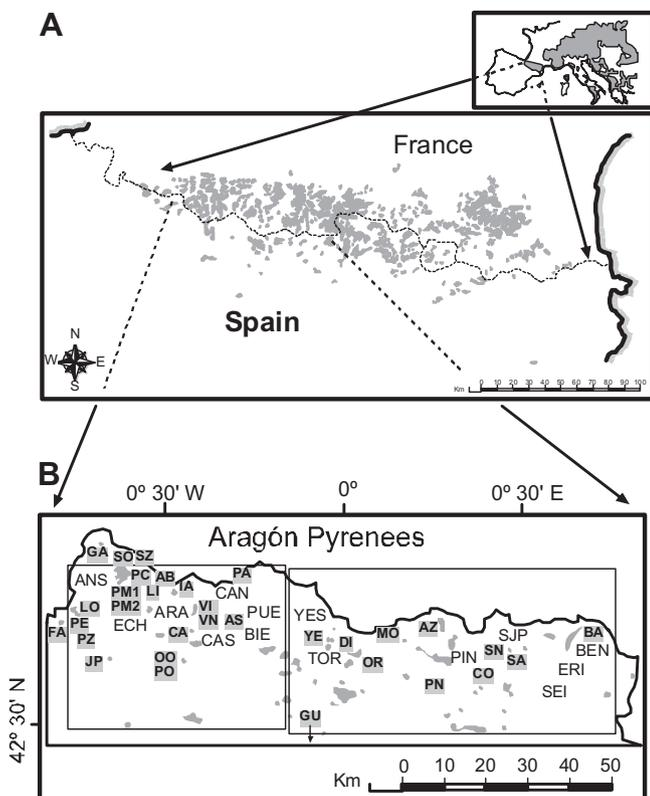 A
France
Spain
N
W E
S
Km 0 10 20 30 40 50 60 70 80 90 100
B
0º 30' W 0º 0º 30' E
Aragón Pyrenees
GA SO SZ
ANS PC AB PA
PM1 LI IA CAN
LO PM2 ARA VI PUE YES
FA PE ECH VN AS MO AZ SJP BA
PZ CA CAS BIE YE DI BEN
JP OO TOR OR PIN SN SA ERI
PO CO
PN SEI
GU
42º 30' N
Km 0 10 20 30 40 50